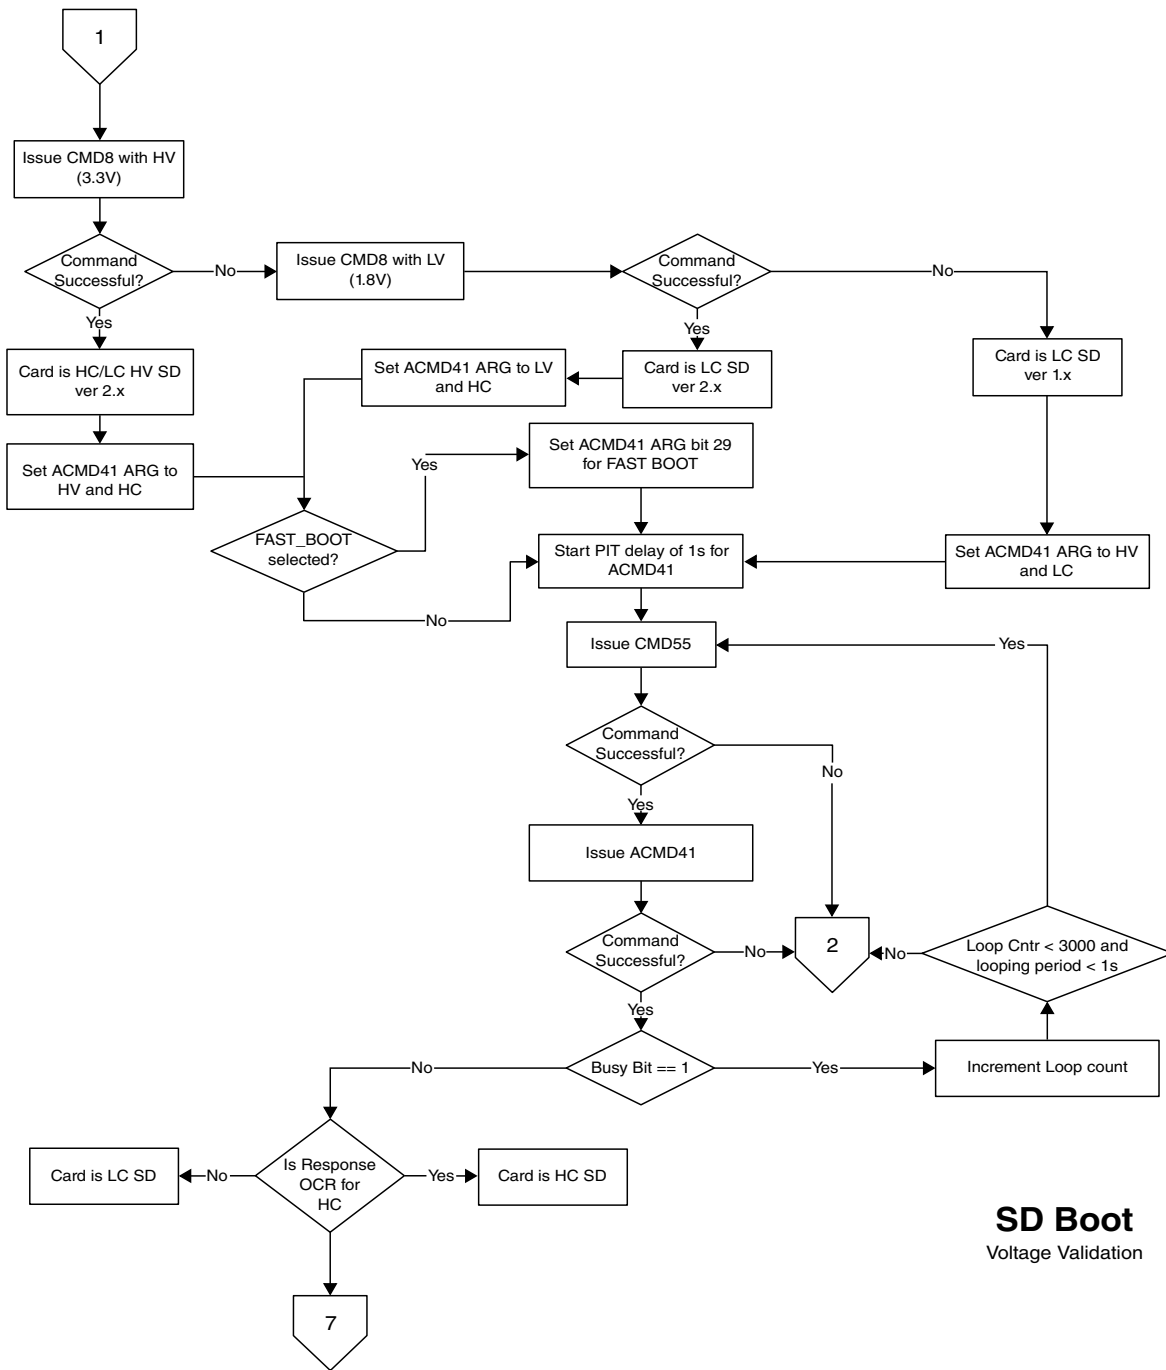 1
Issue CMD8 with HV
(3.3V)
Command
Successful?
No
Issue CMD8 with LV
(1.8V)
Command
Successful?
No
Yes
Yes
Card is HC/LC HV SD
ver 2.x
Set ACMD41 ARG to LV
and HC
Card is LC SD
ver 2.x
Card is LC SD
ver 1.x
Set ACMD41 ARG to
HV and HC
Yes
Set ACMD41 ARG bit 29
for FAST BOOT
FAST_BOOT
selected?
Start PIT delay of 1s for
ACMD41
Set ACMD41 ARG to HV
and LC
No
Issue CMD55
Yes
Command
Successful?
No
Yes
Issue ACMD41
Command
Successful?
No
2
No
Loop Cntr < 3000 and
looping period < 1s
Yes
No
Busy Bit == 1
Yes
Increment Loop count
Card is LC SD
No
Is Response
OCR for
HC
Yes
Card is HC SD
SD Boot
Voltage Validation
7